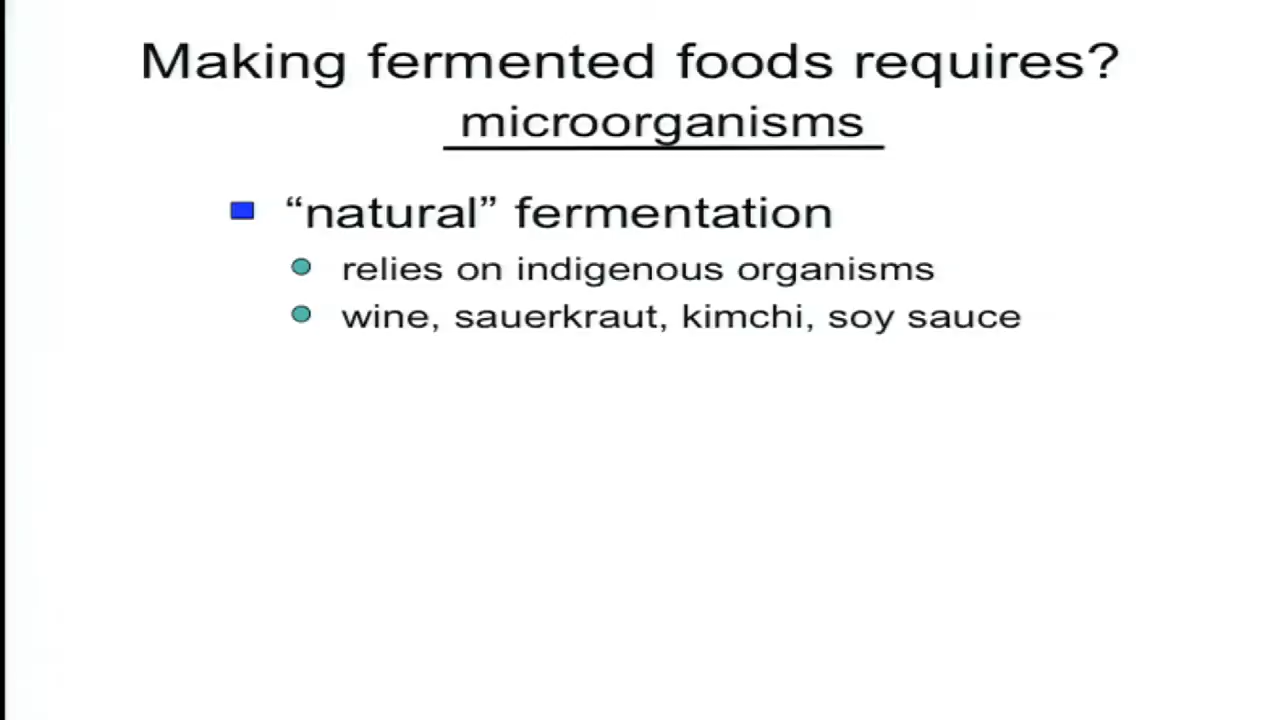 Making fermented foods requires?
microorganisms
“natural” fermentation
relies on indigenous organisms
wine, sauerkraut, kimchi, soy sauce